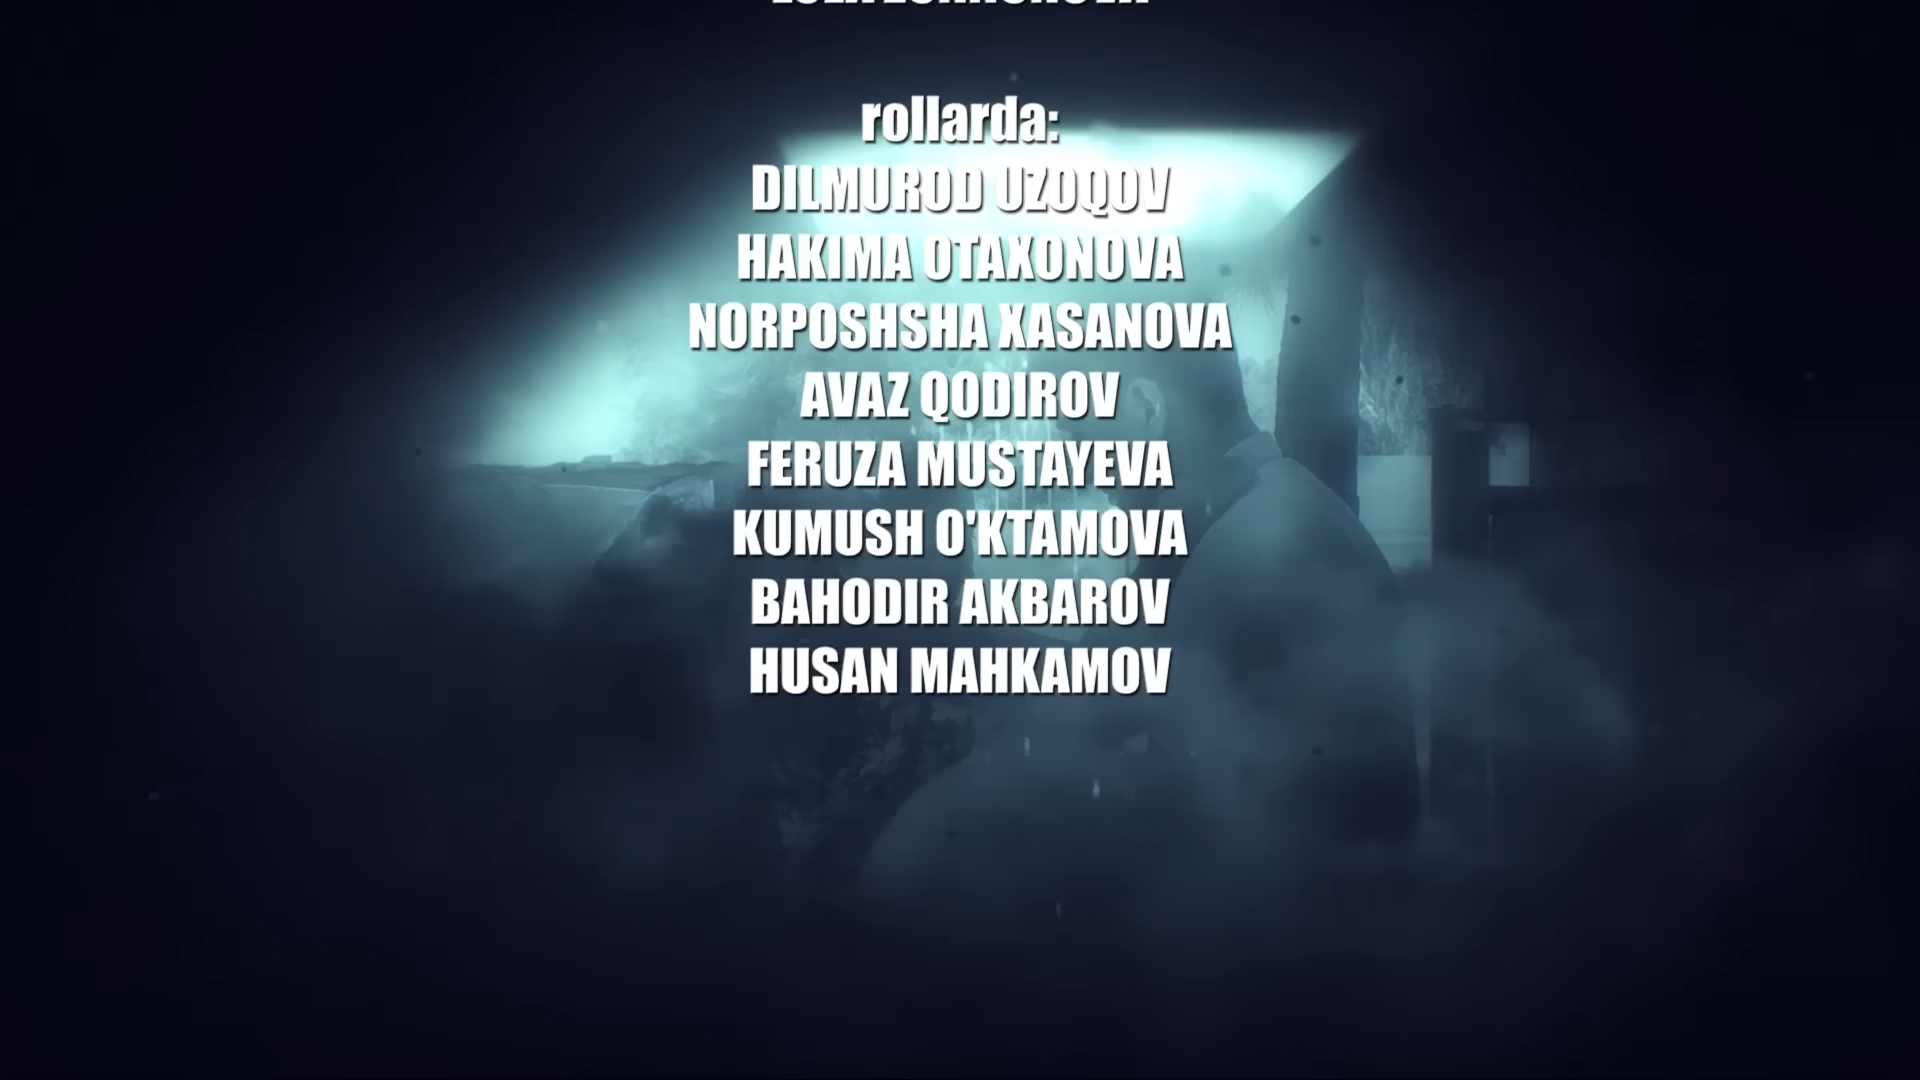 rollarda:
DILMUROD UZOQOV
HAKIMA OTAXONOVA
NORPOSHSHA XASANOVA
AVAZ QODIROV
FERUZA MUSTAYEVA
KUMUSH O'KTAMOVA
BAHODIR AKBAROV
HUSAN MAHKAMOV